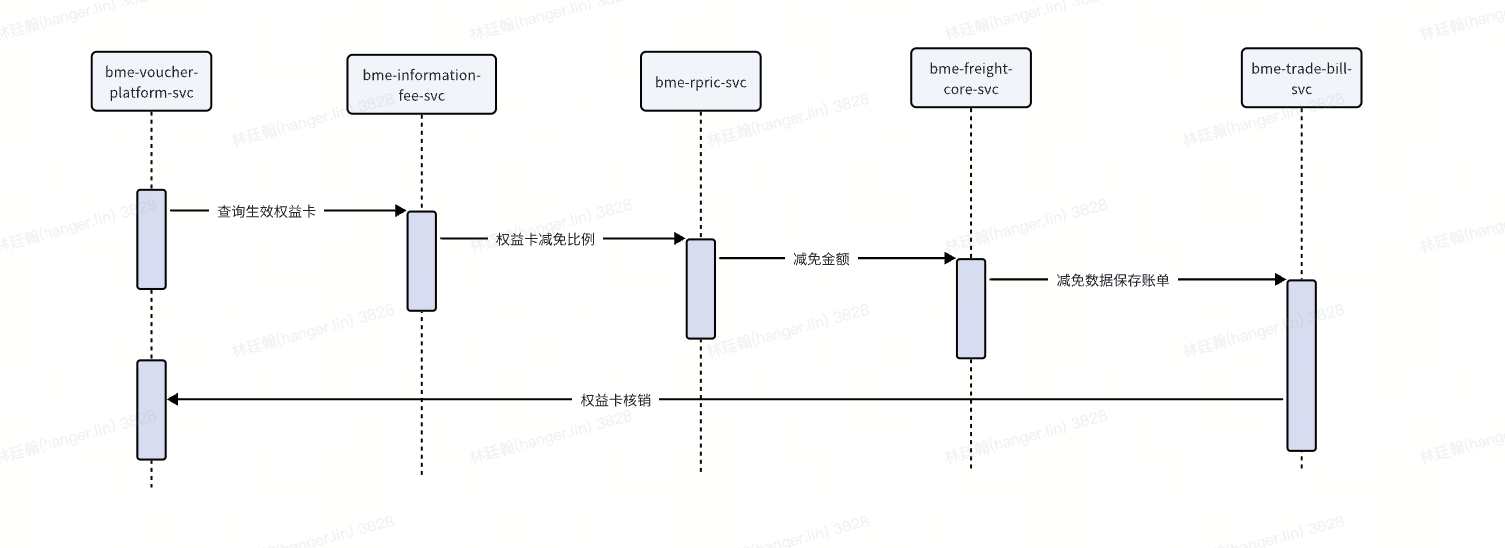 bme-voucher-
platform-svc
bme-information-
fee-svc
bme-rpric-svc
bme-freight-
core-svc
bme-trade-bill-
svc
查询生效权益卡
权益卡减免比例
减免金额
减免数据保存账单
权益卡核销
林廷翰(hanger.lin) 3828